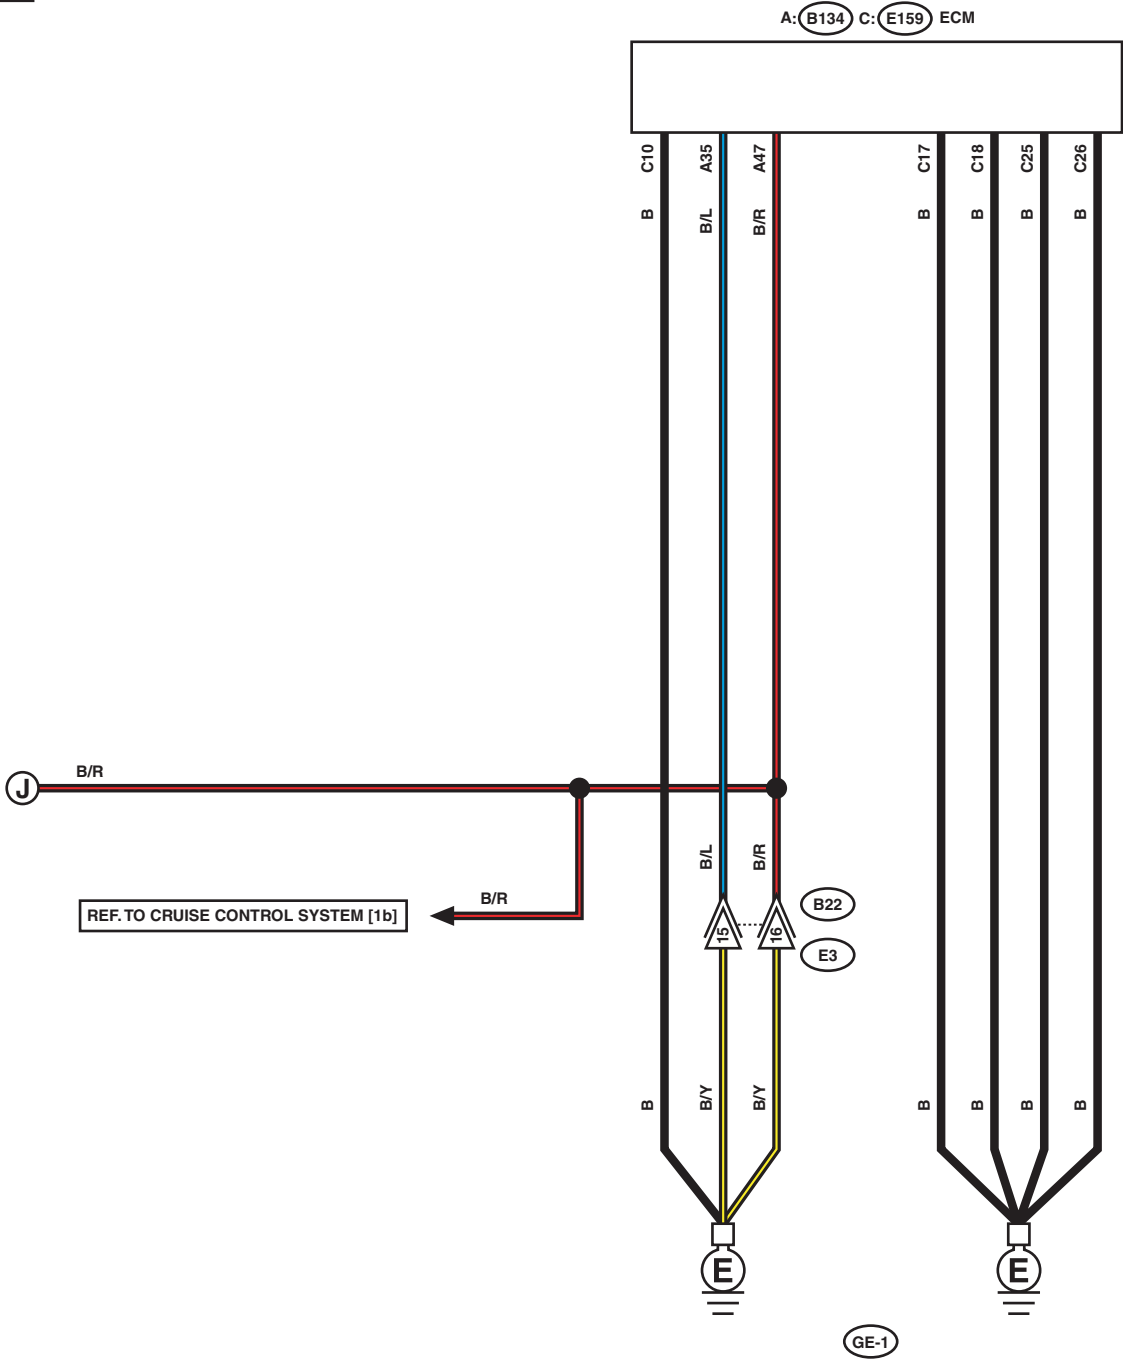 A: B134 C: E159 ECM
C10 A35 A47 C17 C18 C25 C26
B B/L B/R B B B B
B/R
J
B/L B/R
B/R
REF. TO CRUISE CONTROL SYSTEM [1b]
B22
15 16
E3
B B/Y B/Y B B B B
E E
GE-1